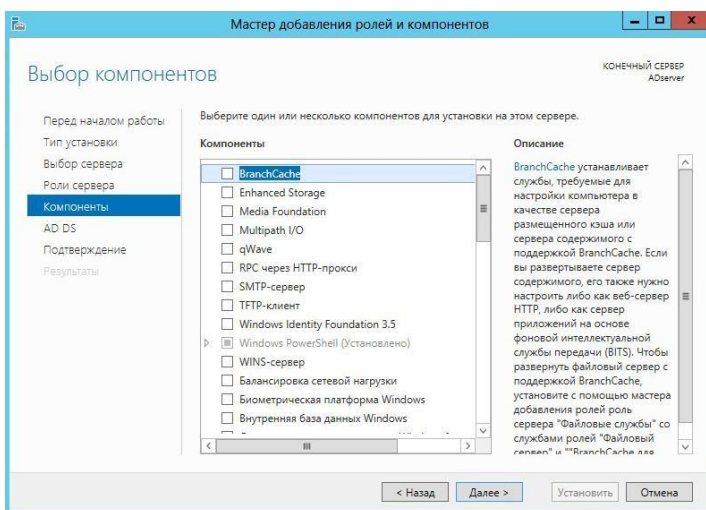 Мастер добавления ролей и компонентов
Выбор компонентов
КОНЕЧНЫЙ СЕРВЕР
ADserver
Перед началом работы
Тип установки
Выбор сервера
Роли сервера
Компоненты
AD DS
Подтверждение
Результаты
Выберите один или несколько компонентов для установки на этом сервере.
Компоненты
BranchCache
Enhanced Storage
Media Foundation
Multipath I/O
qWave
RPC через HTTP-прокси
SMTP-сервер
TFTP-клиент
Windows Identity Foundation 3.5
Windows PowerShell (Установлено)
WINS-сервер
Балансировка сетевой нагрузки
Биометрическая платформа Windows
Внутренняя база данных Windows
Описание
BranchCache устанавливает
службы, требуемые для
настройки компьютера в
качестве сервера
размещенного кэша или
сервера содержимого с
поддержкой BranchCache. Если
вы развертываете сервер
содержимого, его также нужно
настроить либо как веб-сервер
HTTP, либо как сервер
приложений на основе
фоновой интеллектуальной
службы передачи (BITS). Чтобы
развернуть файловый сервер с
поддержкой BranchCache,
установите с помощью мастера
добавления ролей роль
сервера "Файловые службы" со
службами ролей "Файловый
сервер" и ""BranchCache для
< Назад
Далее >
Установить
Отмена